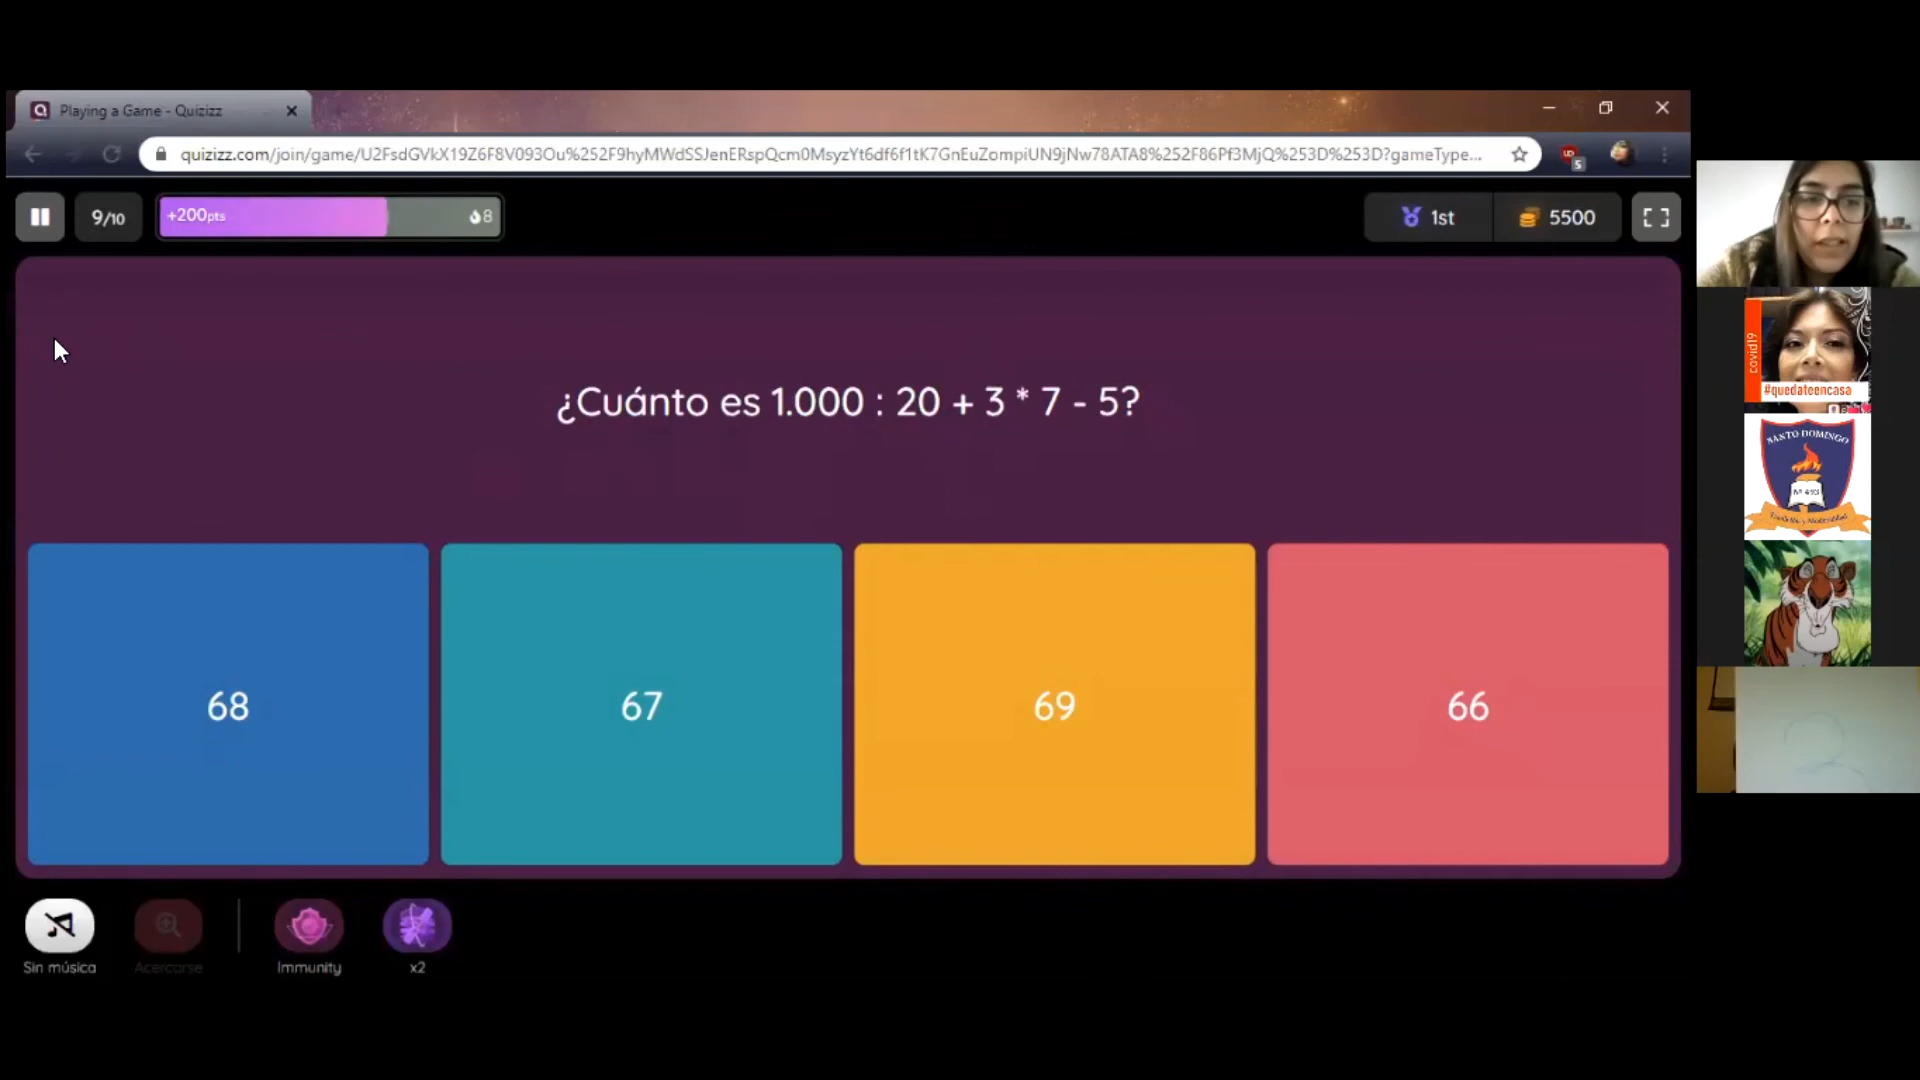 Playing a Game - Quizizz
quizizz.com/join/game/U2FsdGVkX19Z6F8V093Ou%252F9hyMWdSSJenERspQcm0MsyzYt6df6f1tK7GnEuZompiUN9jNw78ATA8%252F86Pf3MjQ%253D%253D?gameType...
5
9/10
+200pts
8
1st
5500
¿Cuánto es 1.000 : 20 + 3 * 7 - 5?
68
67
69
66
Sin música
Acercarse
Immunity
x2
covid19
#quedateencasa
SANTO DOMINGO